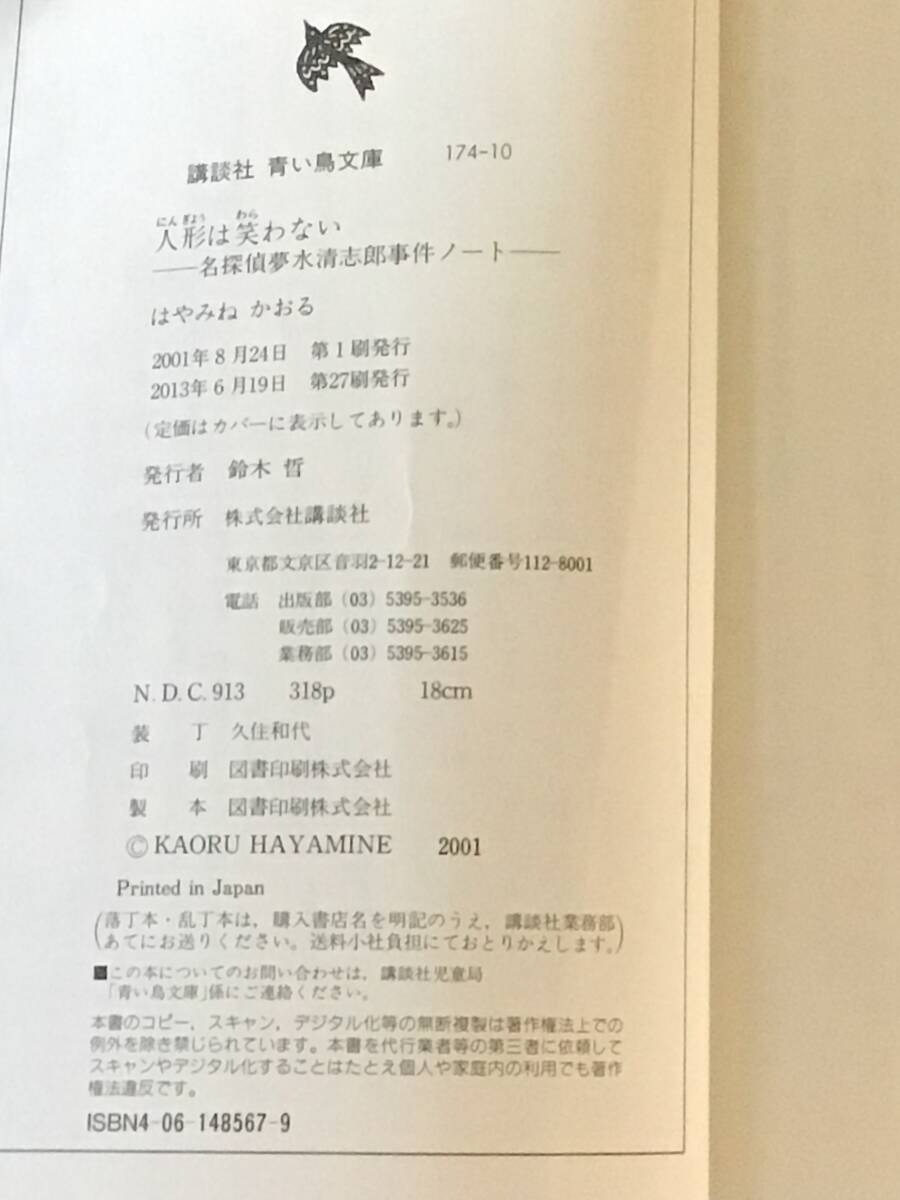 講談社 青い鳥文庫 174-10
にんぎょう わら
人形は笑わない
――名探偵夢水清志郎事件ノート――
はやみね かおる
2001年8月24日 第1刷発行
2013年6月19日 第27刷発行
(定価はカバーに表示してあります。)
発行者 鈴木 哲
発行所 株式会社講談社
東京都文京区音羽2-12-21 郵便番号112-8001
電話 出版部 (03) 5395-3536
販売部 (03) 5395-3625
業務部 (03) 5395-3615
N.D.C.913 318p 18cm
装 丁 久住和代
印 刷 図書印刷株式会社
製 本 図書印刷株式会社
© KAORU HAYAMINE 2001
Printed in Japan
(落丁本・乱丁本は,購入書店名を明記のうえ,講談社業務部
あてにお送りください。送料小社負担にておとりかえします。)
■この本についてのお問い合わせは,講談社児童局
「青い鳥文庫」係にご連絡ください。
本書のコピー,スキャン,デジタル化等の無断複製は著作権法上での
例外を除き禁じられています。本書を代行業者等の第三者に依頼して
スキャンやデジタル化することはたとえ個人や家庭内の利用でも著作
権法違反です。
ISBN4-06-148567-9